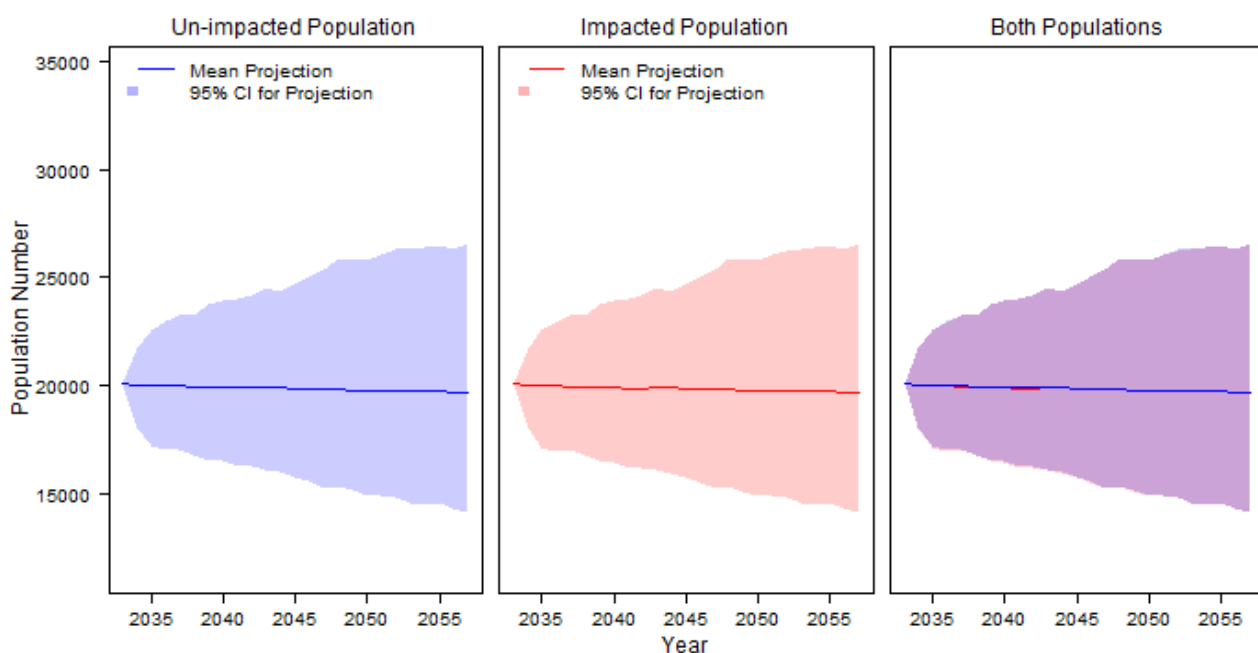 Un-impacted Population
Impacted Population
Both Populations
Mean Projection
95% CI for Projection
Mean Projection
95% CI for Projection
Population Number
35000
30000
25000
20000
15000
2035 2040 2045 2050 2055
2035 2040 2045 2050 2055
2035 2040 2045 2050 2055
Year